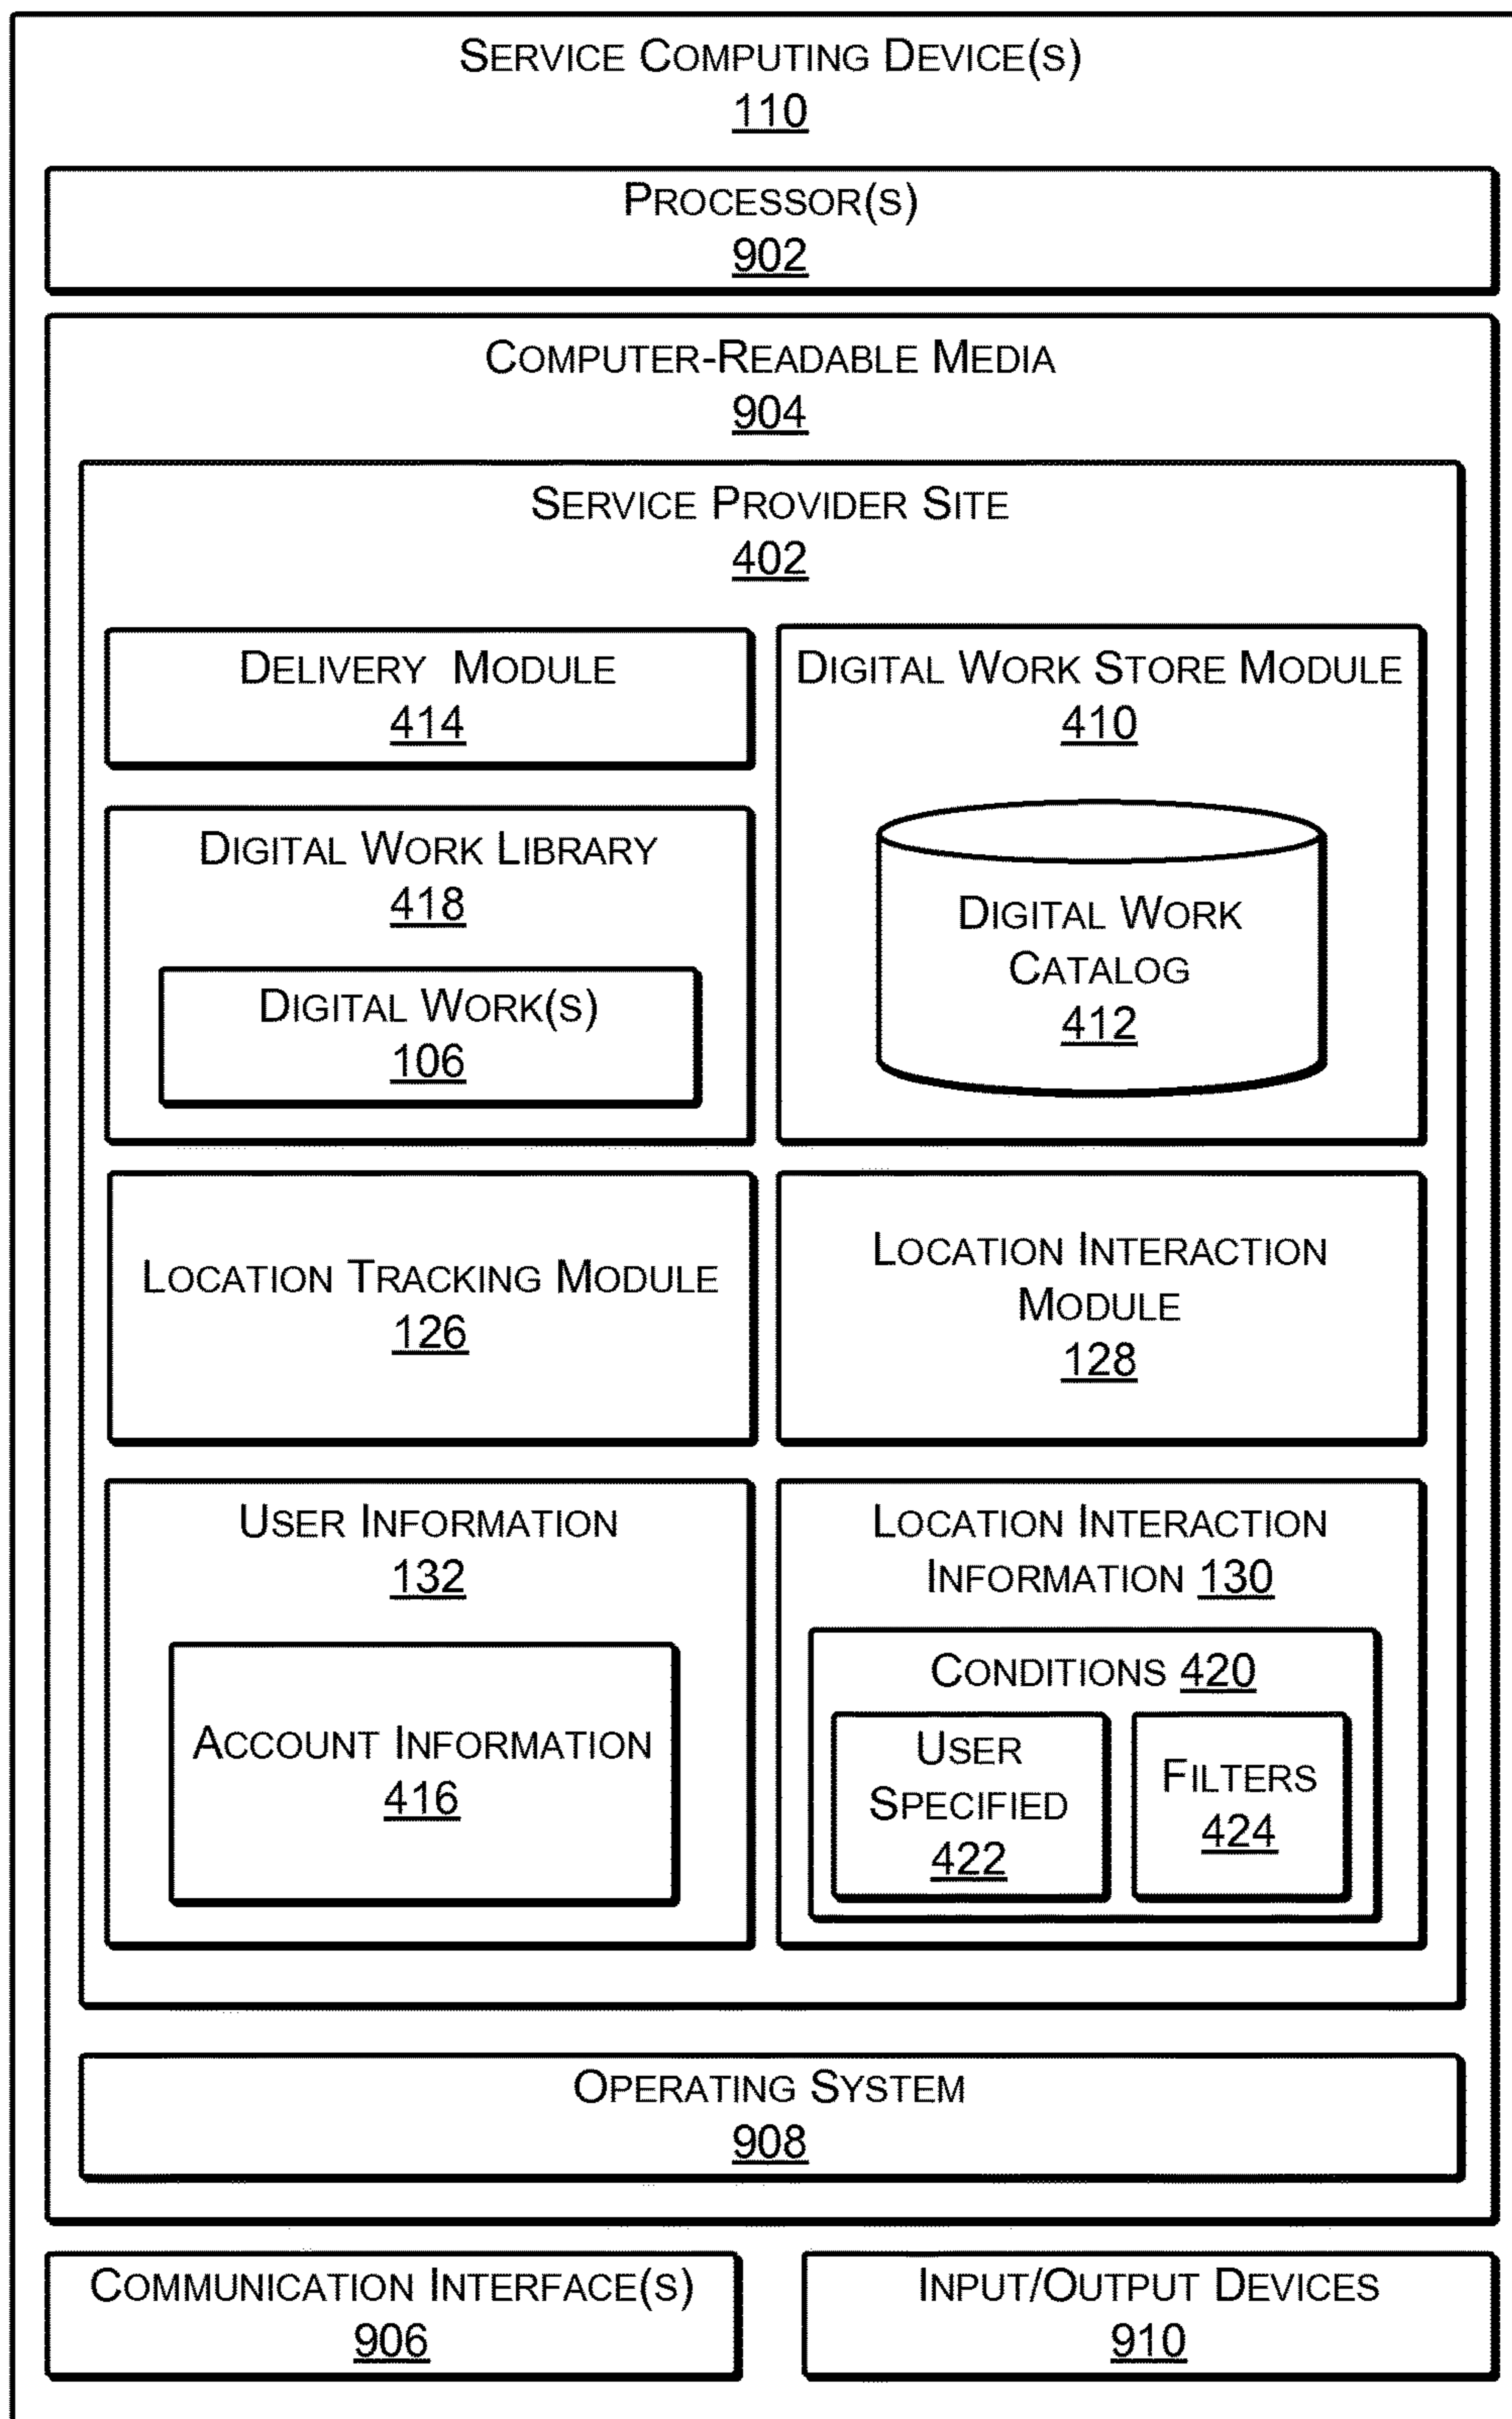 SERVICE COMPUTING DEVICE(S)
110
PROCESSOR(S)
902
COMPUTER-READABLE MEDIA
904
SERVICE PROVIDER SITE
402
DELIVERY MODULE
414
DIGITAL WORK STORE MODULE
410
DIGITAL WORK LIBRARY
418
DIGITAL WORK(S)
106
DIGITAL WORK
CATALOG
412
LOCATION TRACKING MODULE
126
LOCATION INTERACTION
MODULE
128
USER INFORMATION
132
ACCOUNT INFORMATION
416
LOCATION INTERACTION
INFORMATION 130
CONDITIONS 420
USER
SPECIFIED
422
FILTERS
424
OPERATING SYSTEM
908
COMMUNICATION INTERFACE(S)
906
INPUT/OUTPUT DEVICES
910